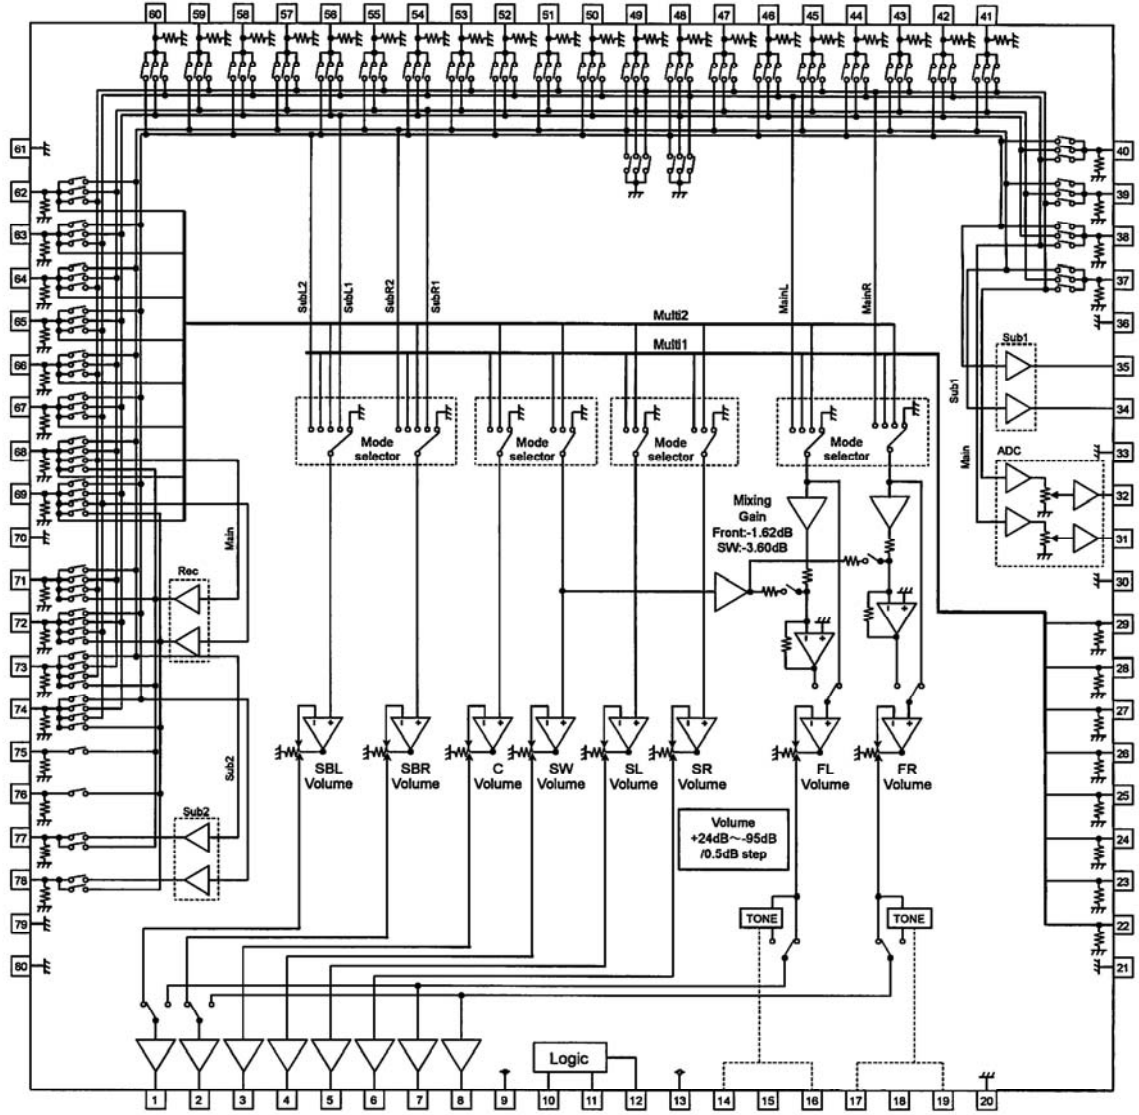 60 59 58 57 56 55 54 53 52 51 50 49 48 47 46 45 44 43 42 41
61
62
63
64
65
66
67
68
69
70
71
72
73
74
75
76
77
78
79
60
40
39
38
37
36
35
34
33
32
31
30
29
28
27
26
25
24
23
22
21
SubL2
SubL1
SubR2
SubR1
MainL
MainR
Multi2
Multi1
Sub1
Sub1
Main
ADC
Mode
selector
Mode
selector
Mode
selector
Mode
selector
Mixing
Gain
Front:-1.62dB
SW:-3.60dB
Main
Rec
Sub2
Sub2
SBL
Volume
SBR
Volume
C
Volume
SW
Volume
SL
Volume
SR
Volume
FL
Volume
FR
Volume
Volume
+24dB～-95dB
/0.5dB step
TONE
TONE
Logic
1 2 3 4 5 6 7 8 9 10 11 12 13 14 15 16 17 18 19 20